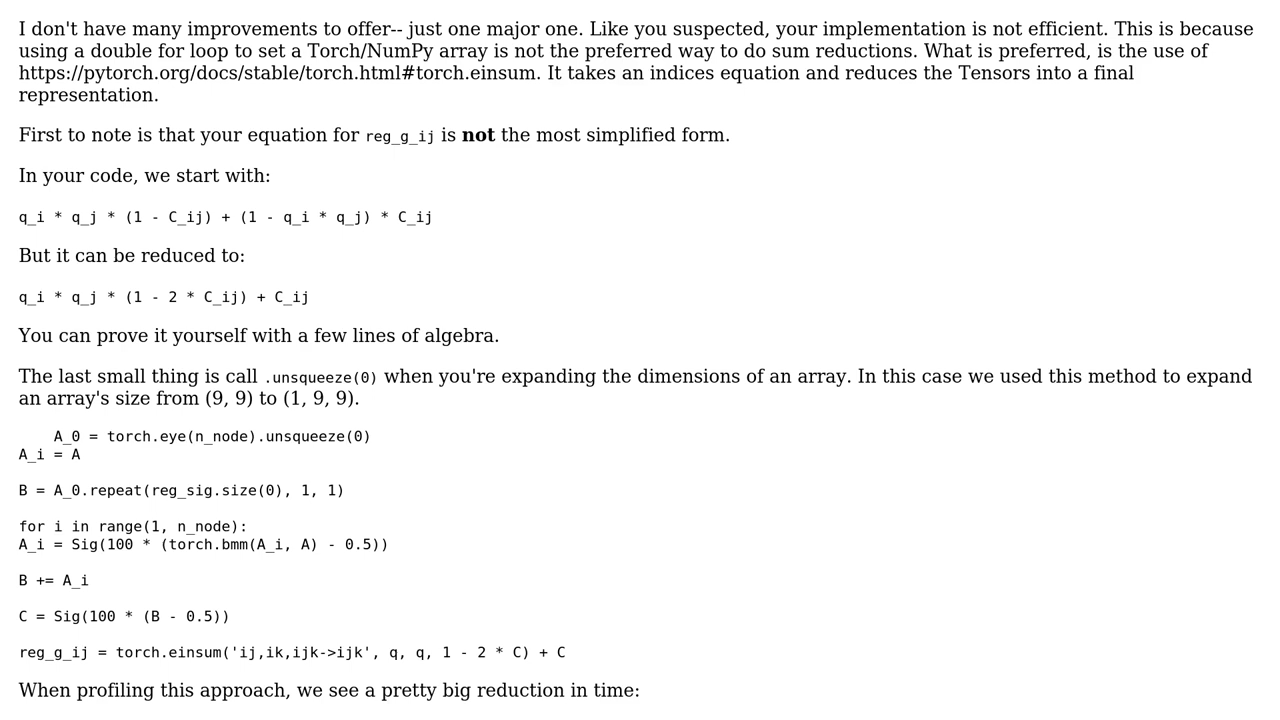 I don't have many improvements to offer-- just one major one. Like you suspected, your implementation is not efficient. This is because
using a double for loop to set a Torch/NumPy array is not the preferred way to do sum reductions. What is preferred, is the use of
https://pytorch.org/docs/stable/torch.html#torch.einsum. It takes an indices equation and reduces the Tensors into a final
representation.
First to note is that your equation for reg_g_ij is not the most simplified form.
In your code, we start with:
q_i * q_j * (1 - C_ij) + (1 - q_i * q_j) * C_ij
But it can be reduced to:
q_i * q_j * (1 - 2 * C_ij) + C_ij
You can prove it yourself with a few lines of algebra.
The last small thing is call .unsqueeze(0) when you're expanding the dimensions of an array. In this case we used this method to expand
an array's size from (9, 9) to (1, 9, 9).
    A_0 = torch.eye(n_node).unsqueeze(0)
A_i = A
B = A_0.repeat(reg_sig.size(0), 1, 1)
for i in range(1, n_node):
A_i = Sig(100 * (torch.bmm(A_i, A) - 0.5))
B += A_i
C = Sig(100 * (B - 0.5))
reg_g_ij = torch.einsum('ij,ik,ijk->ijk', q, q, 1 - 2 * C) + C
When profiling this approach, we see a pretty big reduction in time: